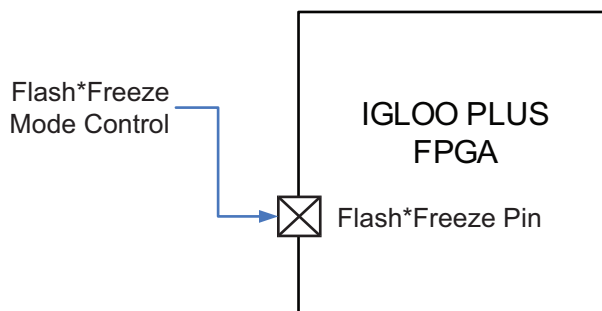 Flash*Freeze
Mode Control
IGLOO PLUS
FPGA
Flash*Freeze Pin